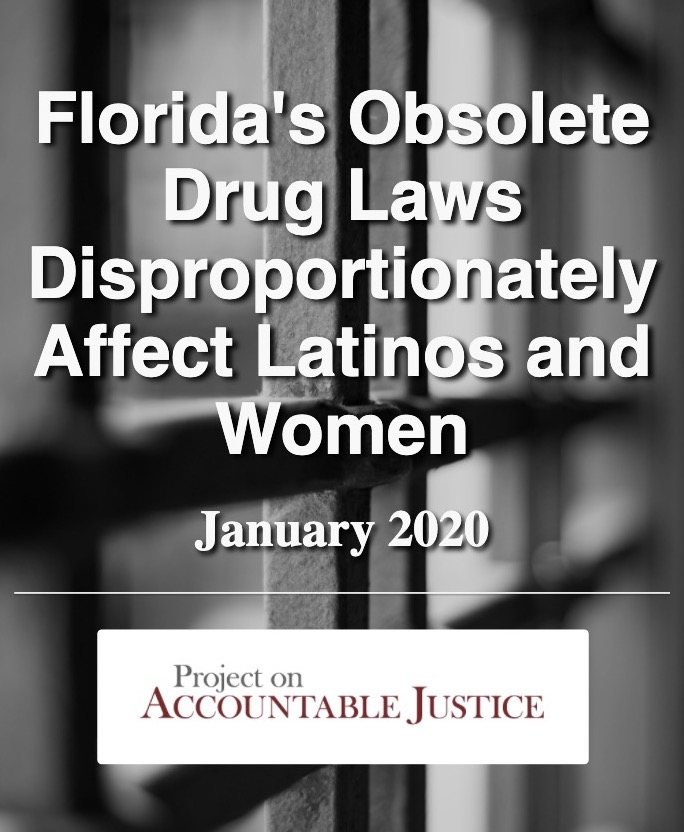 Florida's Obsolete
Drug Laws
Disproportionately
Affect Latinos and
Women
January 2020
Project on
ACCOUNTABLE JUSTICE